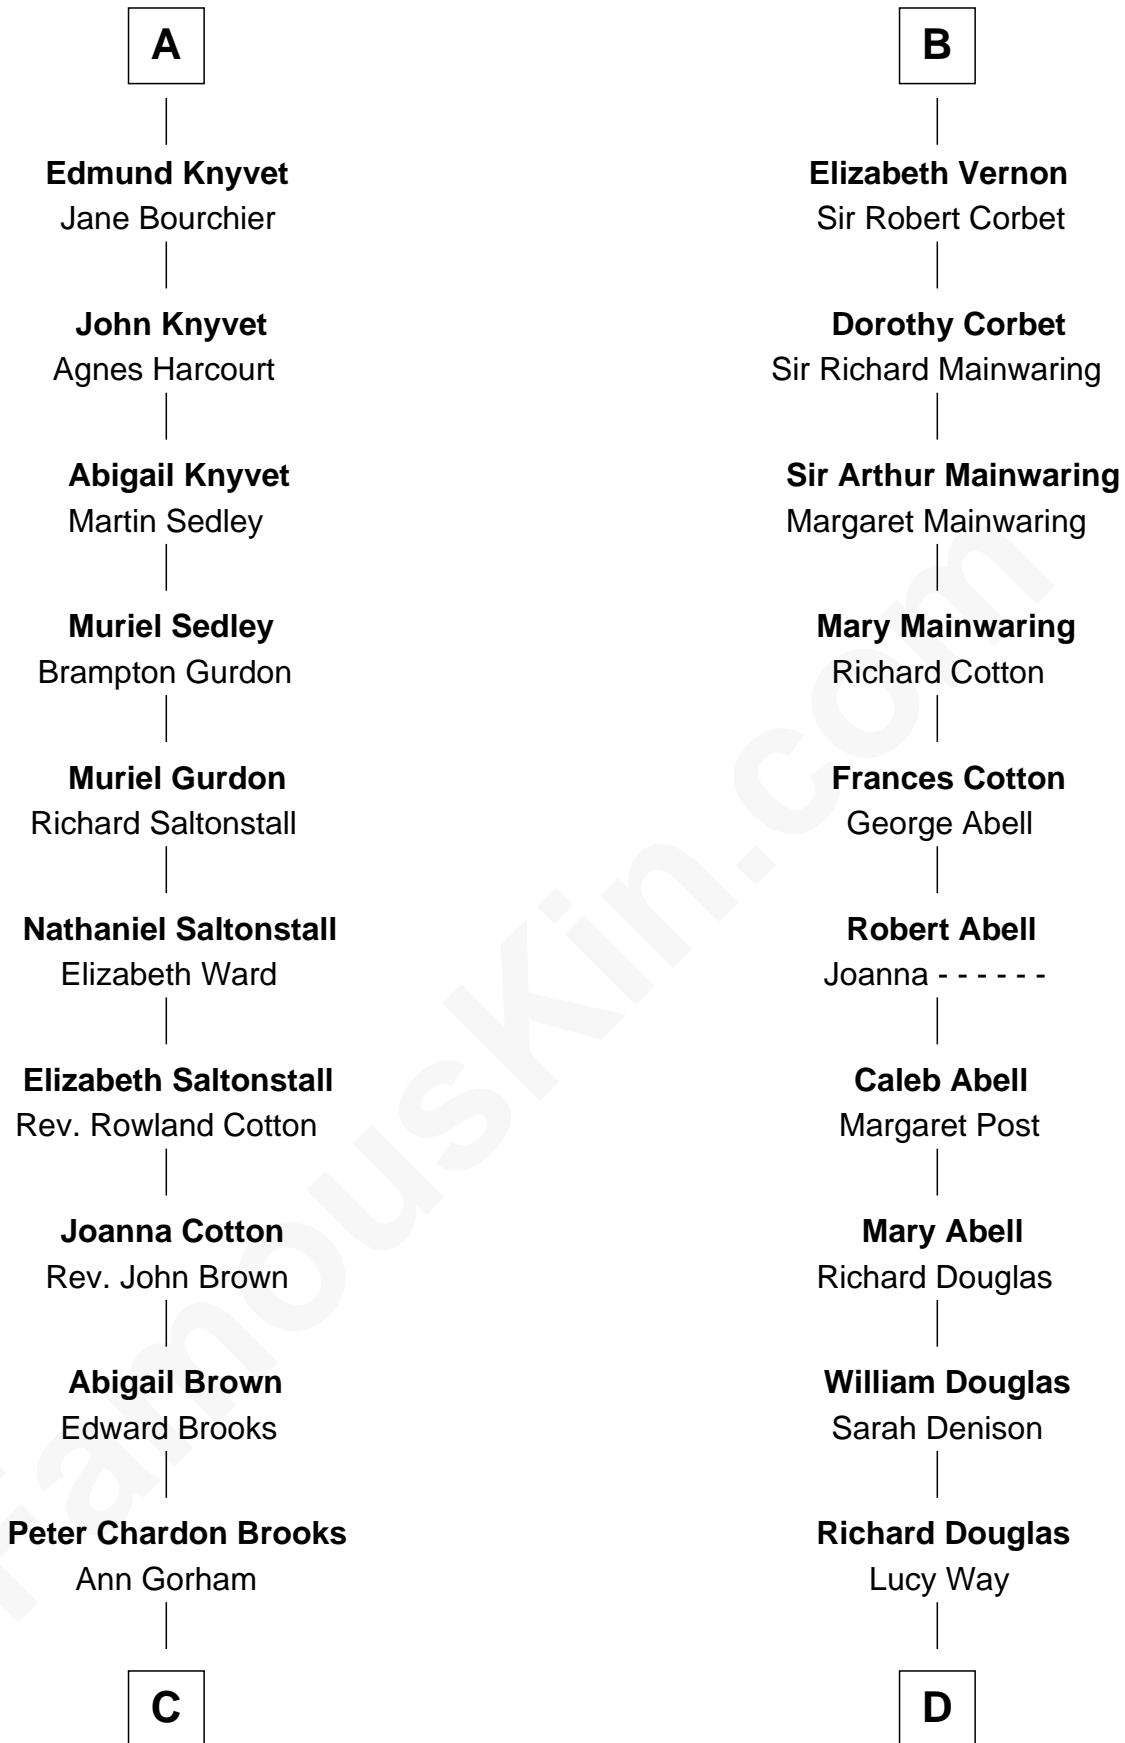 A
Edmund Knyvet
Jane Bourchier
John Knyvet
Agnes Harcourt
Abigail Knyvet
Martin Sedley
Muriel Sedley
Brampton Gurdon
Muriel Gurdon
Richard Saltonstall
Nathaniel Saltonstall
Elizabeth Ward
Elizabeth Saltonstall
Rev. Rowland Cotton
Joanna Cotton
Rev. John Brown
Abigail Brown
Edward Brooks
Peter Chardon Brooks
Ann Gorham
C
B
Elizabeth Vernon
Sir Robert Corbet
Dorothy Corbet
Sir Richard Mainwaring
Sir Arthur Mainwaring
Margaret Mainwaring
Mary Mainwaring
Richard Cotton
Frances Cotton
George Abell
Robert Abell
Joanna - - - - - -
Caleb Abell
Margaret Post
Mary Abell
Richard Douglas
William Douglas
Sarah Denison
Richard Douglas
Lucy Way
D
FamousKin.com